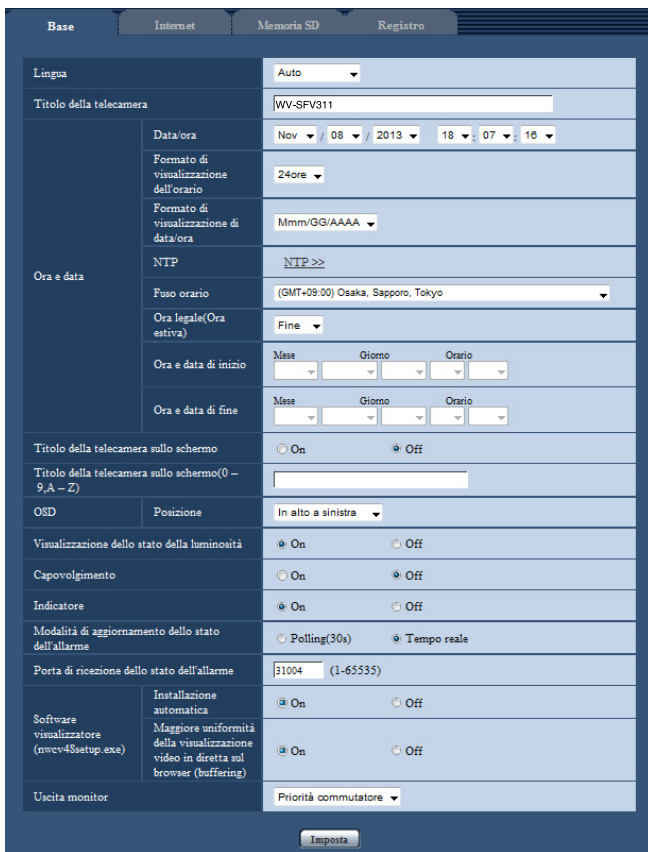 Base Internet Memoria SD Registro
Lingua Auto
Titolo della telecamera WV-SFV311
Ora e data
Data/ora Nov / 08 / 2013 18 : 07 : 16
Formato di
visualizzazione
dell'orario
24ore
Formato di
visualizzazione di
data/ora
Mmm/GG/AAAA
NTP NTP >>
Fuso orario (GMT+09:00) Osaka, Sapporo, Tokyo
Ora legale(Ora
estiva)
Fine
Ora e data di inizio
Mese Giorno Orario
Ora e data di fine
Mese Giorno Orario
Titolo della telecamera sullo schermo On Off
Titolo della telecamera sullo schermo(0 –
9,A – Z)
OSD Posizione In alto a sinistra
Visualizzazione dello stato della luminosità On Off
Capovolgimento On Off
Indicatore On Off
Modalità di aggiornamento dello stato
dell'allarme
Polling(30s) Tempo reale
Porta di ricezione dello stato dell'allarme 31004 (1-65535)
Software
visualizzatore
(nwcv4Ssetup.exe)
Installazione
automatica
On Off
Maggiore uniformità
della visualizzazione
video in diretta sul
browser (buffering)
On Off
Uscita monitor Priorità commutatore
Imposta